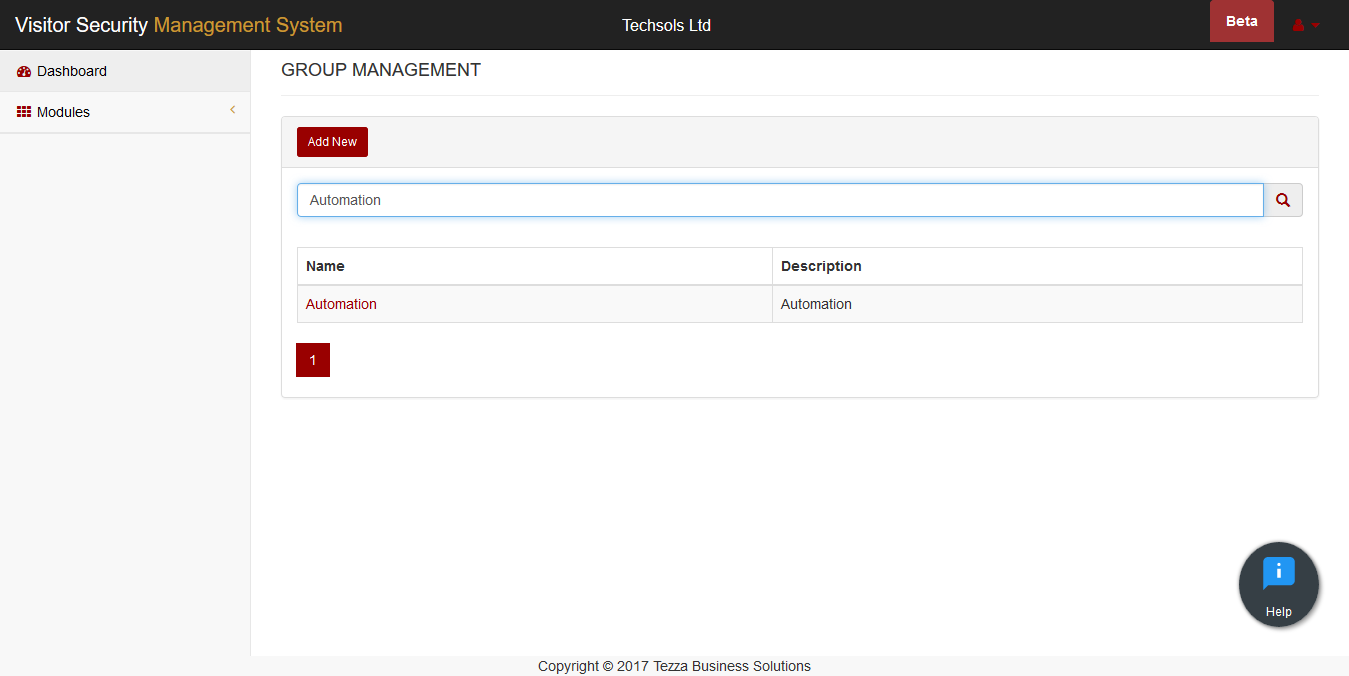 Visitor Security Management System
Techsols Ltd
Beta
Dashboard
Modules
GROUP MANAGEMENT
Add New
Automation
Name Description
Automation Automation
1
Help
Copyright © 2017 Tezza Business Solutions